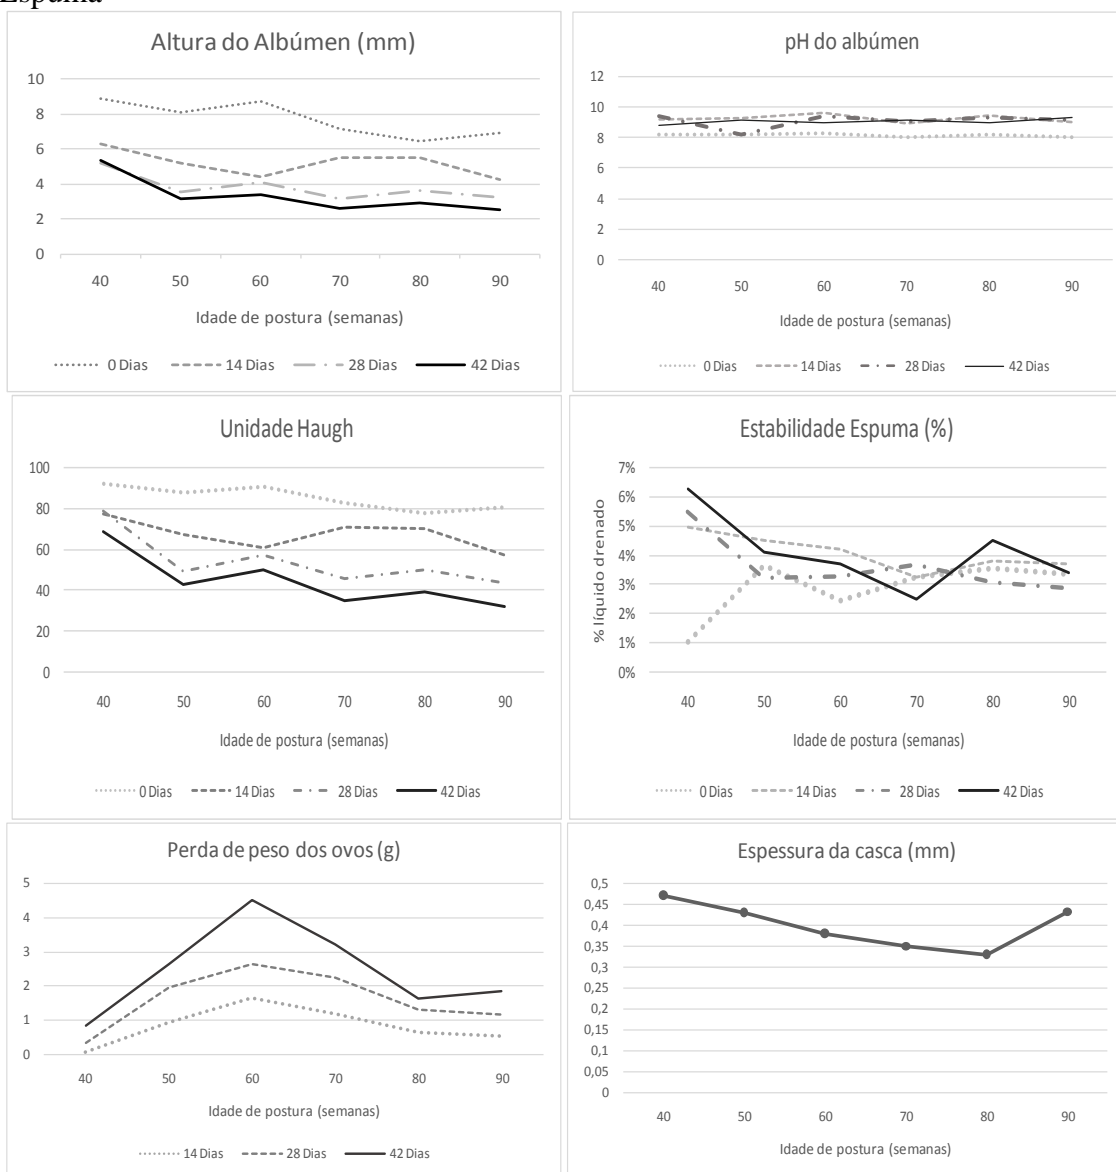 Espuma
Altura do Albúmen (mm)
10
8
6
4
2
0
40 50 60 70 80 90
Idade de postura (semanas)
0 Dias 14 Dias 28 Dias 42 Dias
pH do albúmen
12
10
8
6
4
2
0
40 50 60 70 80 90
Idade de postura (semanas)
0 Dias 14 Dias 28 Dias 42 Dias
Unidade Haugh
100
80
60
40
20
0
40 50 60 70 80 90
Idade de postura (semanas)
0 Dias 14 Dias 28 Dias 42 Dias
Estabilidade Espuma (%)
% líquido drenado
7%
6%
5%
4%
3%
2%
1%
0%
40 50 60 70 80 90
Idade de postura (semanas)
0 Dias 14 Dias 28 Dias 42 Dias
Perda de peso dos ovos (g)
5
4
3
2
1
0
40 50 60 70 80 90
Idade de postura (semanas)
14 Dias 28 Dias 42 Dias
Espessura da casca (mm)
0,5
0,45
0,4
0,35
0,3
0,25
0,2
0,15
0,1
0,05
0
40 50 60 70 80 90
Idade de postura (semanas)